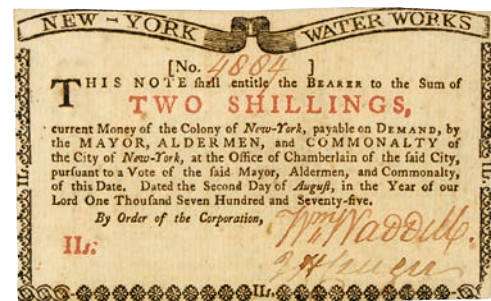 NEW-YORK WATER WORKS
[No. 4884 ]
THIS NOTE ſhall entitle the BEARER to the Sum of
TWO SHILLINGS,
current Money of the Colony of New-York, payable on DEMAND, by
the MAYOR, ALDERMEN, and COMMONALTY of
the City of New-York, at the Office of Chamberlain of the ſaid City,
purſuant to a Vote of the ſaid Mayor, Aldermen, and Commonalty,
of this Date. Dated the Second Day of Auguſt, in the Year of our
Lord One Thouſand Seven Hundred and Seventy-five.
By Order of the Corporation,
Wm Waddell.
IIs.
IIs.
IIs.
IIs.